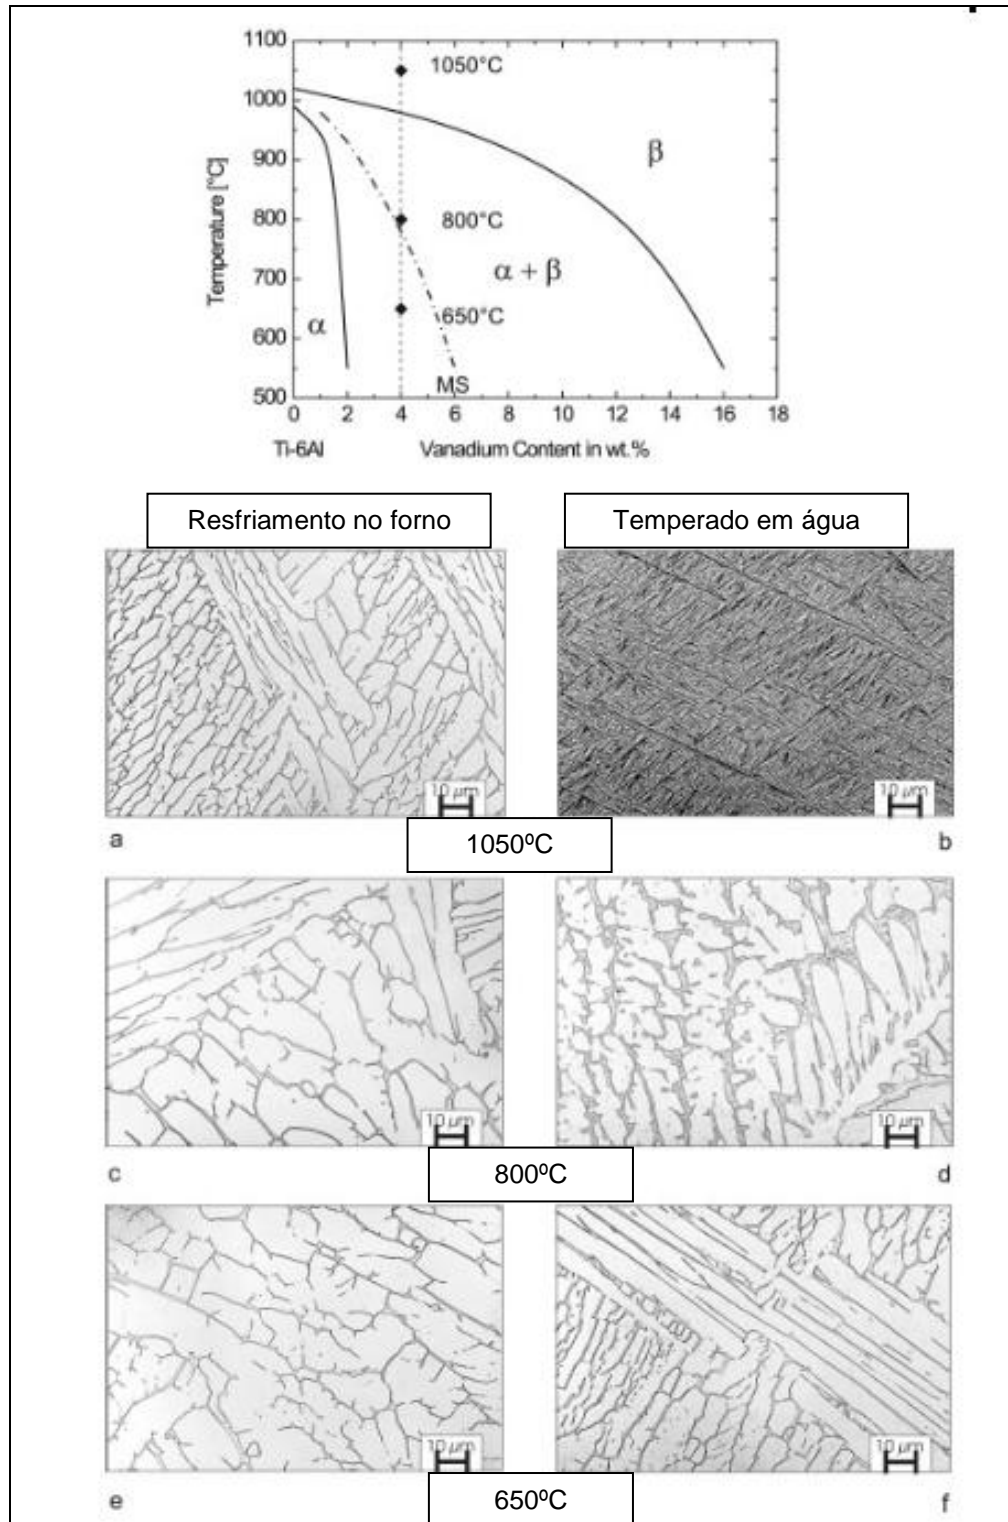 1100
1000
900
800
700
600
500
Temperature [°C]
1050°C
β
800°C
α + β
650°C
α
MS
0 2 4 6 8 10 12 14 16 18
Ti-6Al Vanadium Content in wt.%
Resfriamento no forno Temperado em água
10 µm 10 µm
a b
1050ºC
10 µm 10 µm
c d
800ºC
10 µm 10 µm
e f
650ºC